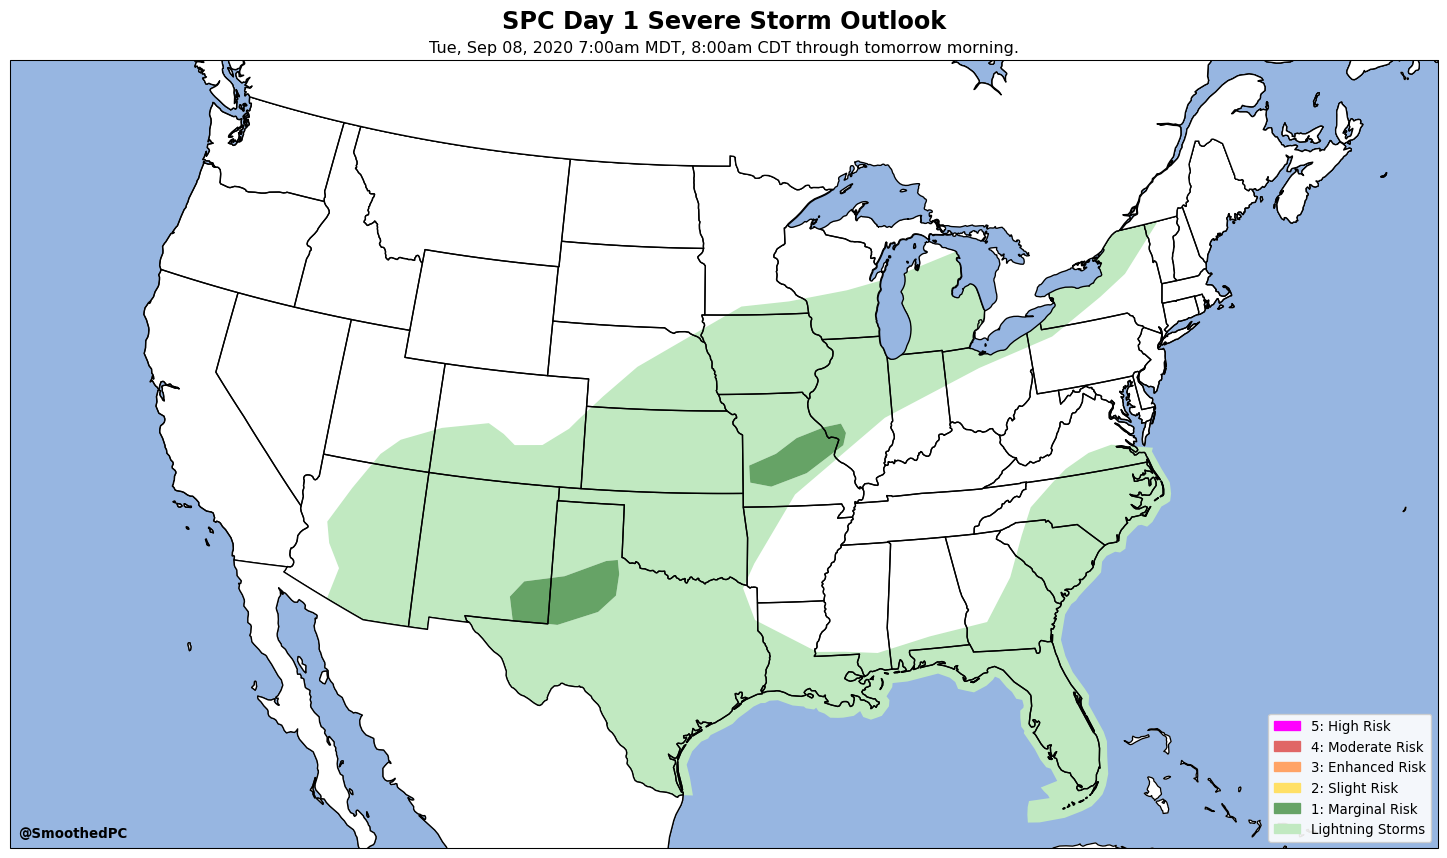 SPC Day 1 Severe Storm Outlook
Tue, Sep 08, 2020 7:00am MDT, 8:00am CDT through tomorrow morning.
5: High Risk
4: Moderate Risk
3: Enhanced Risk
2: Slight Risk
1: Marginal Risk
Lightning Storms
@SmoothedPC